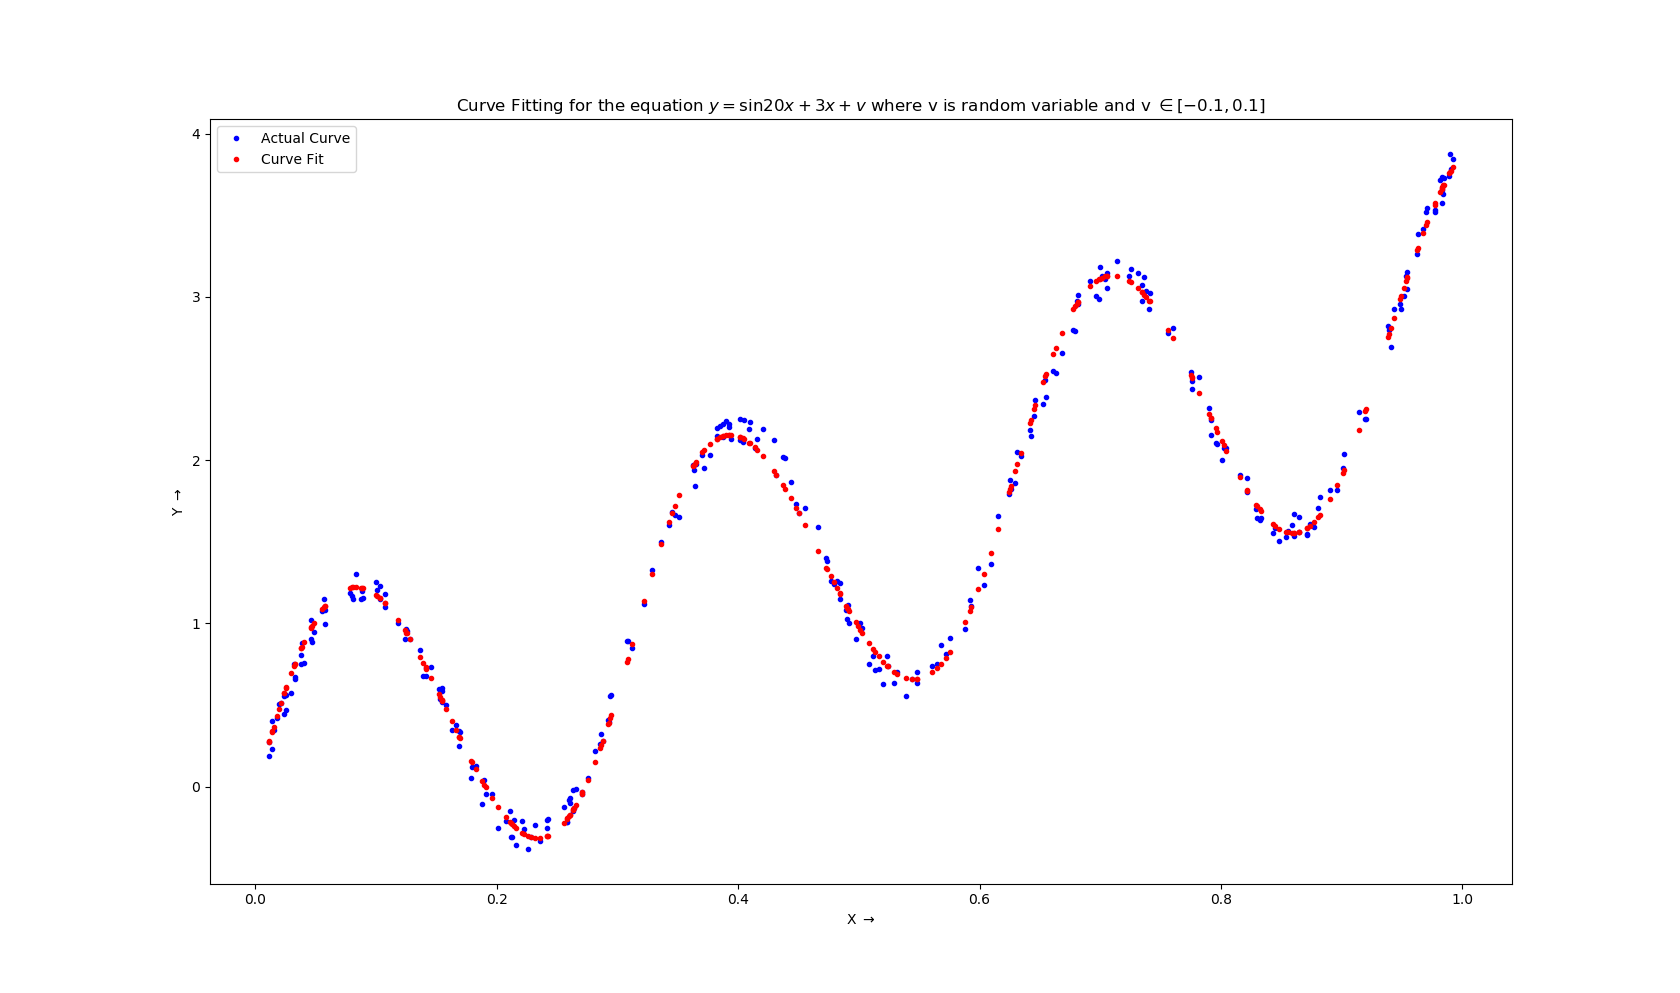 Curve Fitting for the equation y = sin20x + 3x + v where v is random variable and v ∈ [−0.1, 0.1]
Actual Curve
Curve Fit
4
3
2
1
0
Y →
0.0 0.2 0.4 0.6 0.8 1.0
X →